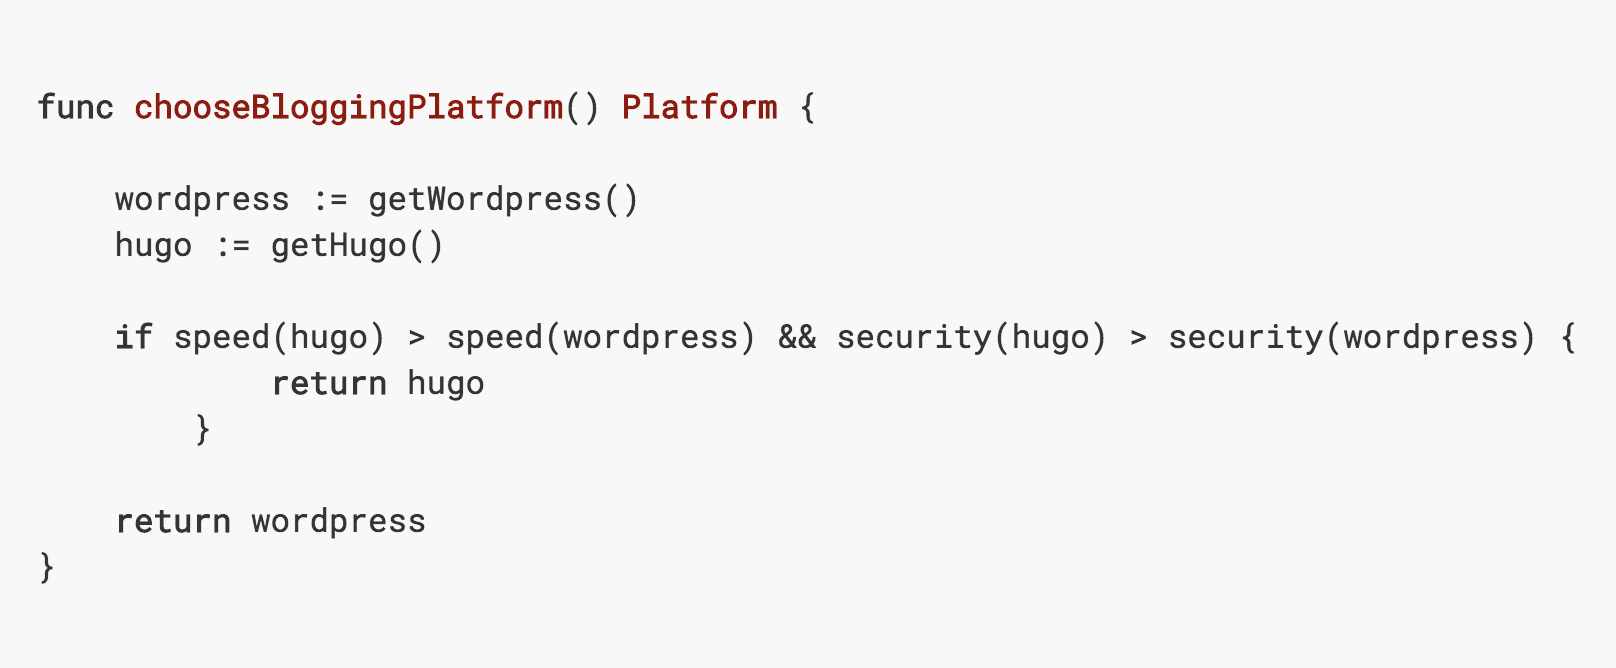 func chooseBloggingPlatform() Platform {
    wordpress := getWordpress()
    hugo := getHugo()
    if speed(hugo) > speed(wordpress) && security(hugo) > security(wordpress) {
            return hugo
        }
    return wordpress
}